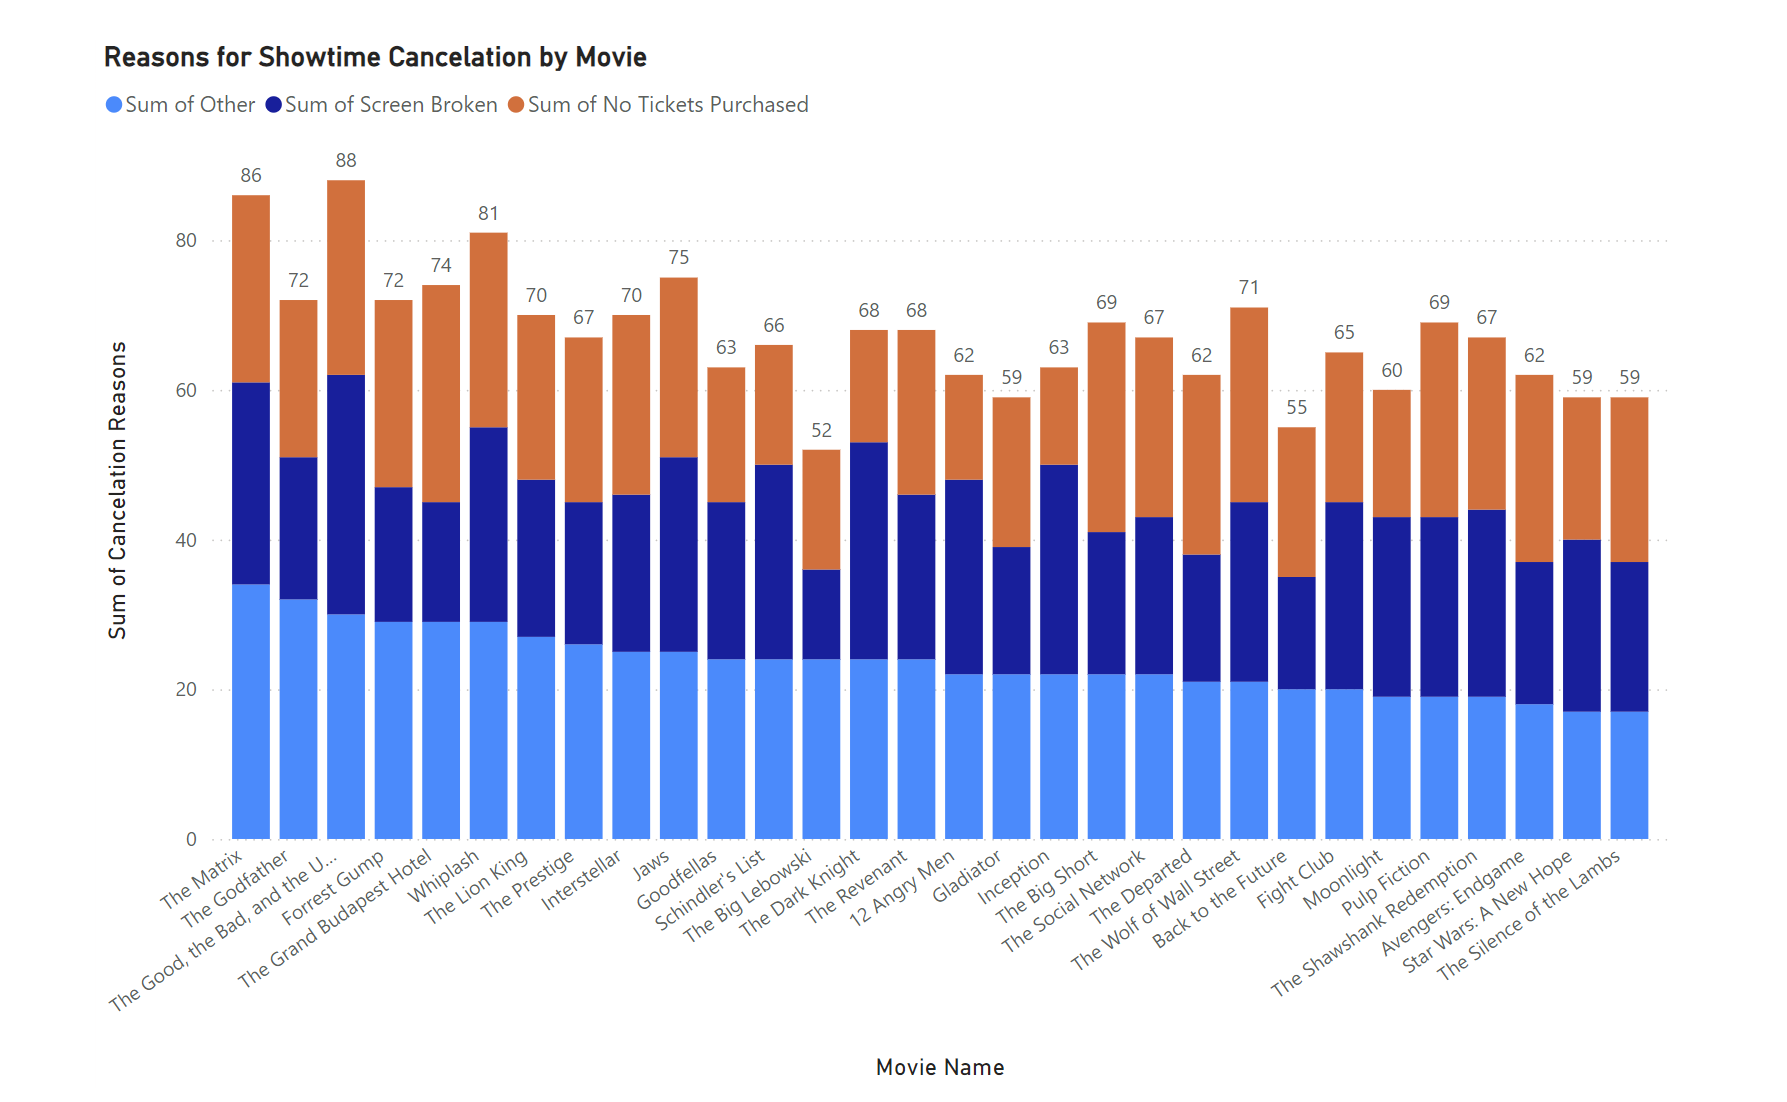 Reasons for Showtime Cancelation by Movie
Sum of Other Sum of Screen Broken Sum of No Tickets Purchased
Sum of Cancelation Reasons
80
60
40
20
0
86
72
88
72
74
81
70
67
70
75
63
66
52
68
68
62
59
63
69
67
62
71
55
65
60
69
67
62
59
59
The Matrix
The Godfather
The Good, the Bad, and the U...
Forrest Gump
The Grand Budapest Hotel
Whiplash
The Lion King
The Prestige
Interstellar
Jaws
Goodfellas
Schindler's List
The Big Lebowski
The Dark Knight
The Revenant
12 Angry Men
Gladiator
Inception
The Big Short
The Social Network
The Departed
The Wolf of Wall Street
Back to the Future
Fight Club
Moonlight
Pulp Fiction
The Shawshank Redemption
Avengers: Endgame
Star Wars: A New Hope
The Silence of the Lambs
Movie Name